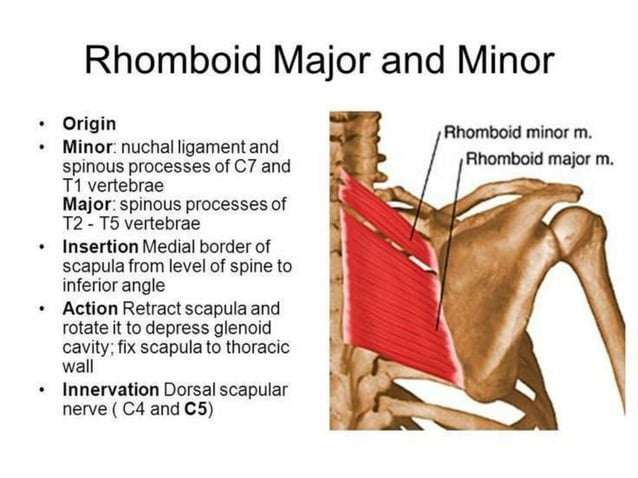 Rhomboid Major and Minor
• Origin
• Minor: nuchal ligament and
spinous processes of C7 and
T1 vertebrae
Major: spinous processes of
T2 - T5 vertebrae
• Insertion Medial border of
scapula from level of spine to
inferior angle
• Action Retract scapula and
rotate it to depress glenoid
cavity; fix scapula to thoracic
wall
• Innervation Dorsal scapular
nerve ( C4 and C5)
Rhomboid minor m.
Rhomboid major m.